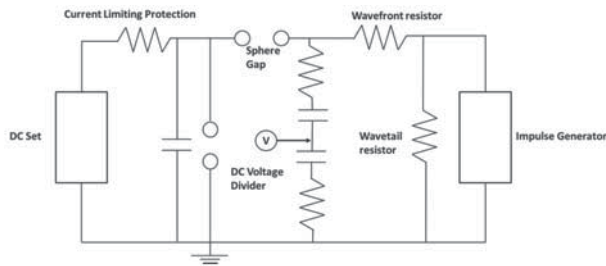 Current Limiting Protection
Wavefront resistor
Sphere
Gap
DC Set
V
DC Voltage
Divider
Wavetail
resistor
Impulse Generator